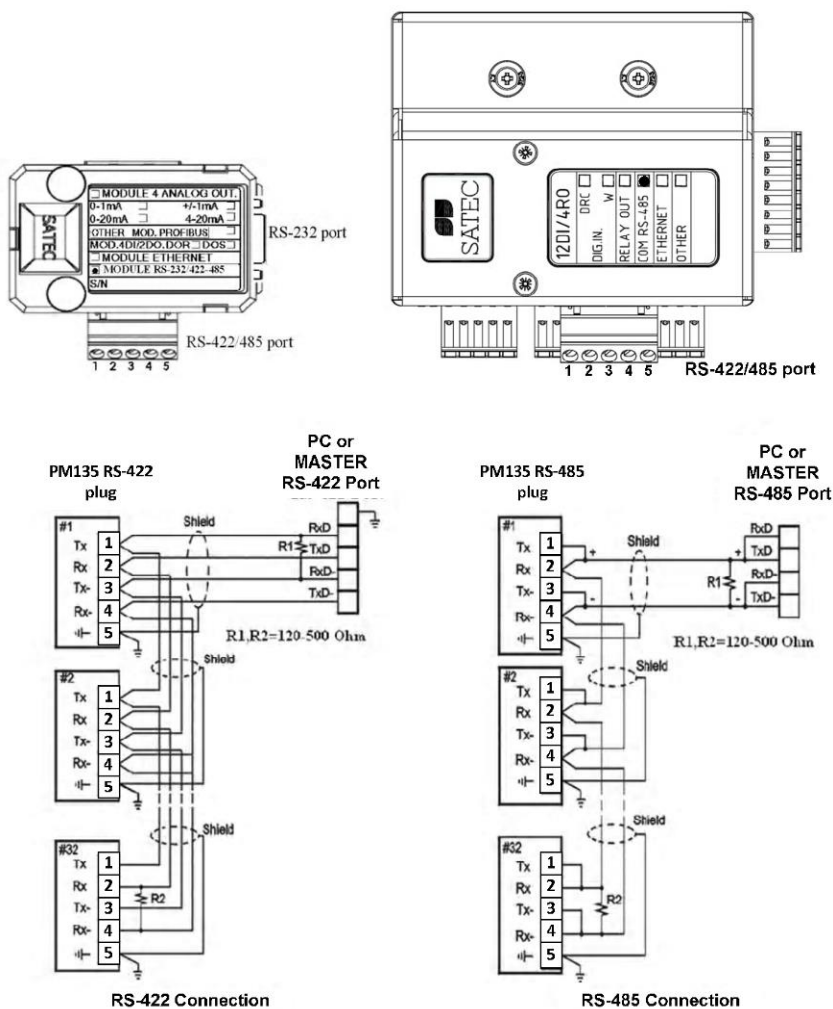 SATEC
MODULE 4 ANALOG OUT.
0-1mA +/-1mA
0-20mA 4-20mA
OTHER MOD. PROFIBUS
MOD.4DI/2DO.DOR DOS
MODULE ETHERNET
MODULE RS-232/422-485
S/N
RS-232 port
RS-422/485 port
1 2 3 4 5
SATEC
12DI/4RO
DRC
DIG.IN. W
RELAY OUT
COM RS-485
ETHERNET
OTHER
1 2 3 4 5
RS-422/485 port
PM135 RS-422
plug
PC or
MASTER
RS-422 Port
#1
Tx 1
Rx 2
Tx- 3
Rx- 4
5
Shield
R1
RxD
TxD
RxD-
TxD-
R1,R2=120-500 Ohm
Shield
#2
Tx 1
Rx 2
Tx- 3
Rx- 4
5
Shield
#32
Tx 1
Rx 2
Tx- 3
Rx- 4
5
R2
RS-422 Connection
PM135 RS-485
plug
PC or
MASTER
RS-485 Port
#1
Tx 1
Rx 2
Tx- 3
Rx- 4
5
+
-
Shield
+
-
R1
RxD
TxD
RxD-
TxD-
R1,R2=120-500 Ohm
Shield
#2
Tx 1
Rx 2
Tx- 3
Rx- 4
5
Shield
#32
Tx 1
Rx 2
Tx- 3
Rx- 4
5
R2
RS-485 Connection